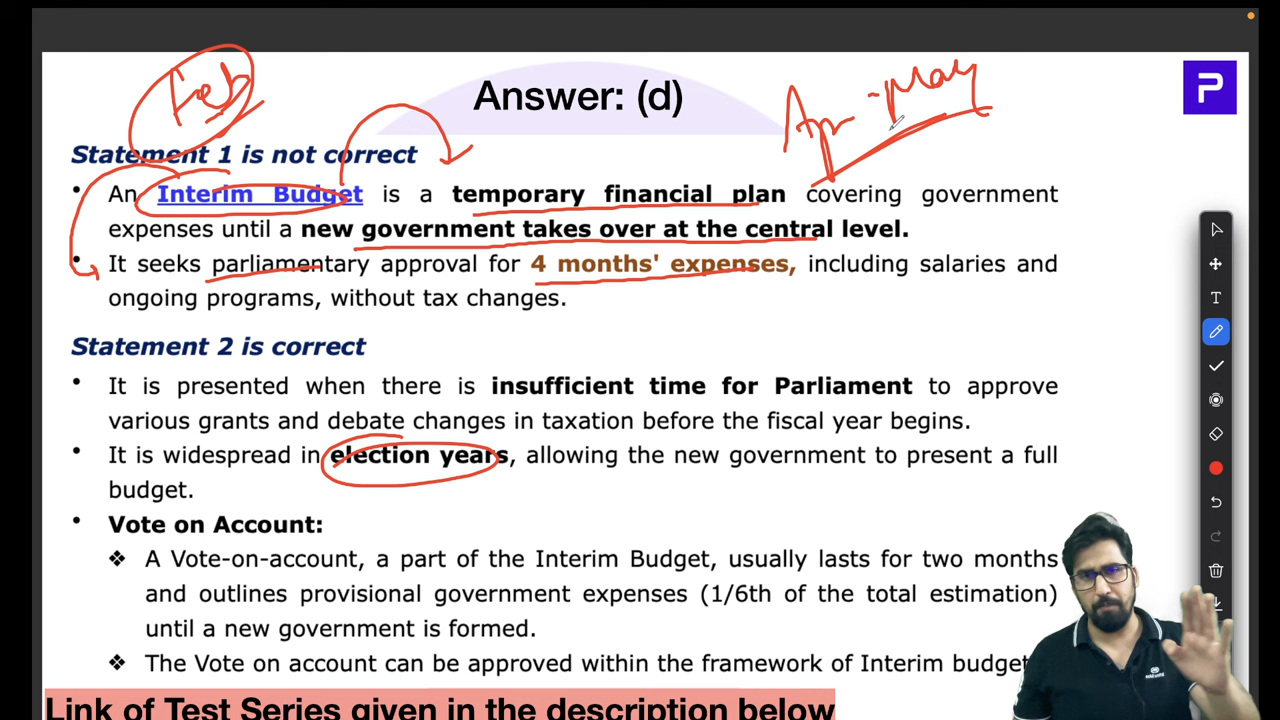 Feb
Answer: (d)
Apr - May
P
Statement 1 is not correct
• An Interim Budget is a temporary financial plan covering government
expenses until a new government takes over at the central level.
• It seeks parliamentary approval for 4 months' expenses, including salaries and
ongoing programs, without tax changes.
T
Statement 2 is correct
• It is presented when there is insufficient time for Parliament to approve
various grants and debate changes in taxation before the fiscal year begins.
• It is widespread in election years, allowing the new government to present a full
budget.
• Vote on Account:
❖ A Vote-on-account, a part of the Interim Budget, usually lasts for two months
and outlines provisional government expenses (1/6th of the total estimation)
until a new government is formed.
❖ The Vote on account can be approved within the framework of Interim budget
Link of Test Series given in the description below